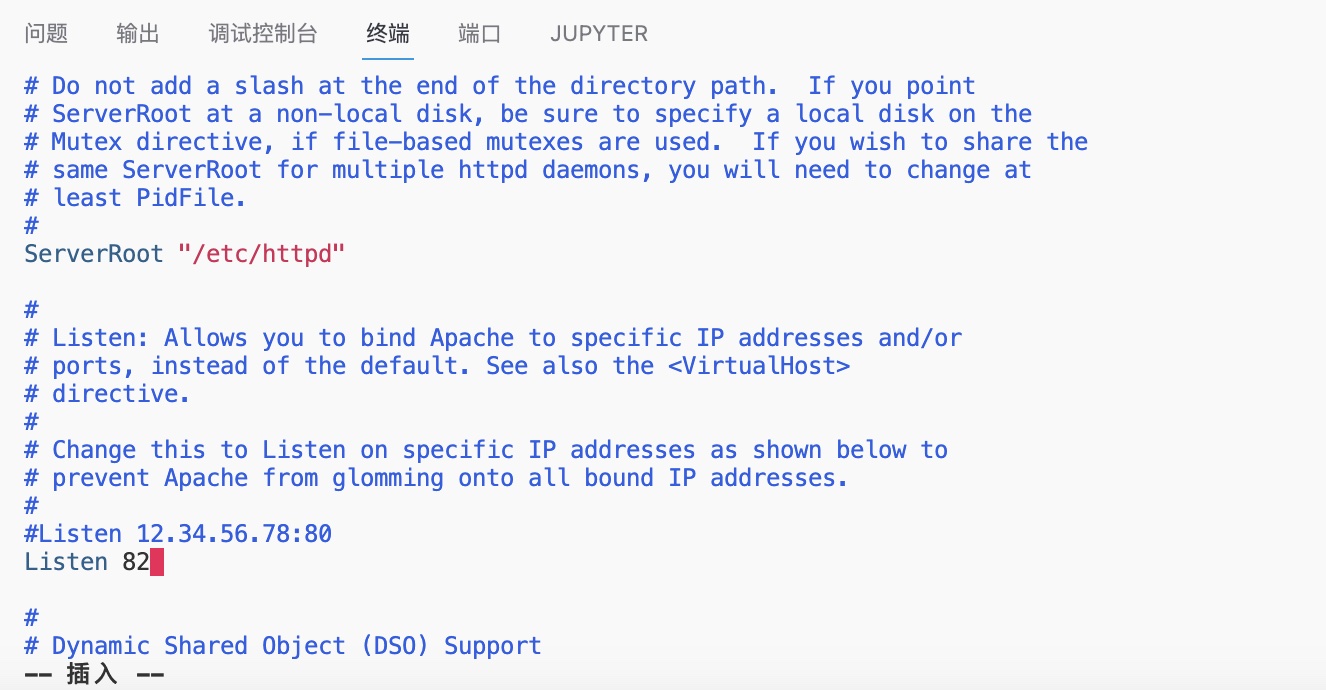 问题 输出 调试控制台 终端 端口 JUPYTER
# Do not add a slash at the end of the directory path.  If you point
# ServerRoot at a non-local disk, be sure to specify a local disk on the
# Mutex directive, if file-based mutexes are used.  If you wish to share the
# same ServerRoot for multiple httpd daemons, you will need to change at
# least PidFile.
#
ServerRoot "/etc/httpd"
#
# Listen: Allows you to bind Apache to specific IP addresses and/or
# ports, instead of the default. See also the <VirtualHost>
# directive.
#
# Change this to Listen on specific IP addresses as shown below to
# prevent Apache from glomming onto all bound IP addresses.
#
#Listen 12.34.56.78:80
Listen 82
#
# Dynamic Shared Object (DSO) Support
-- 插入 --